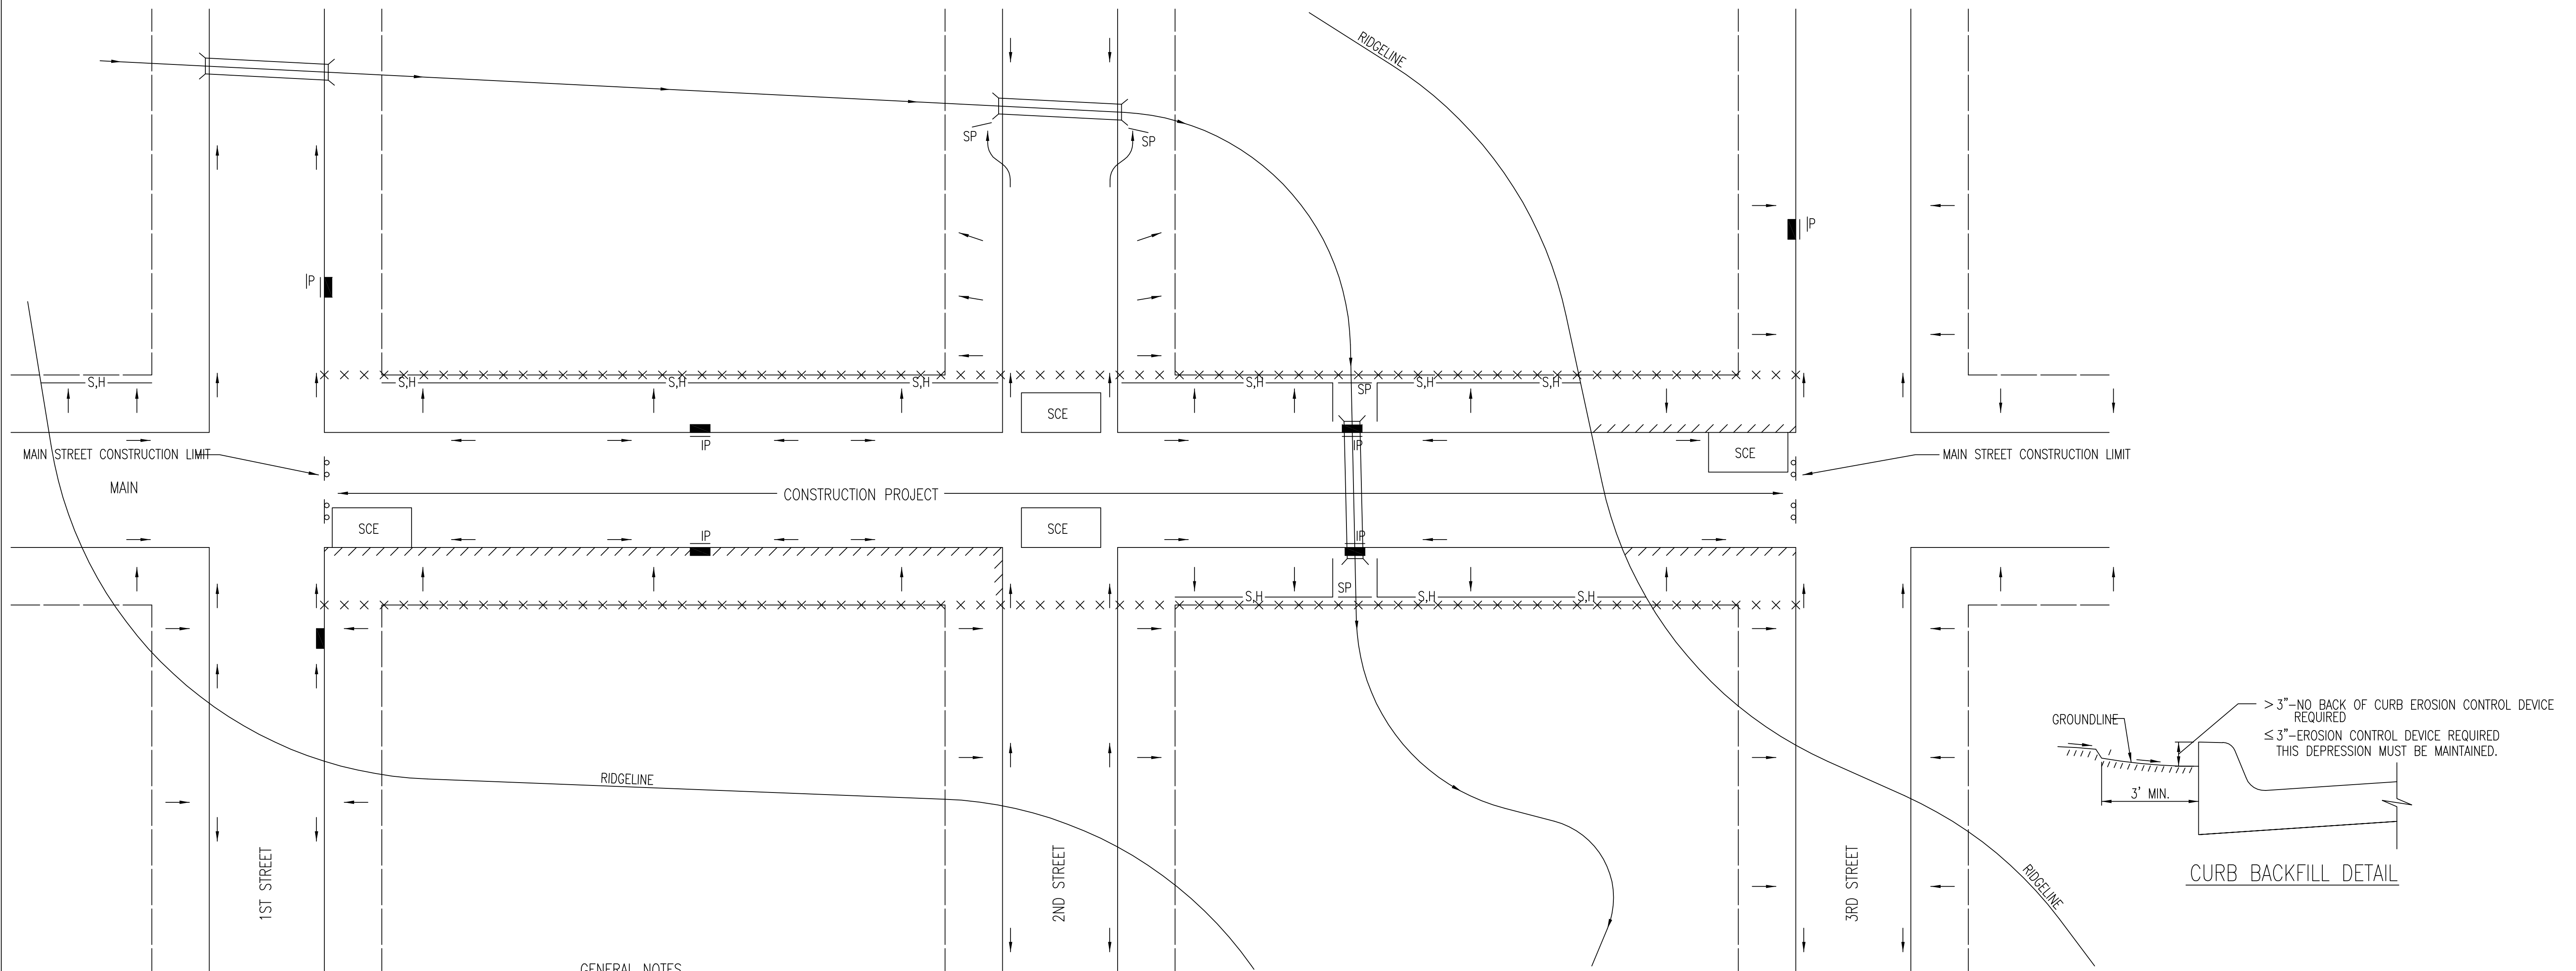 RIDGELINE
SP
SP
IP
IP
S,H
S,H
S,H
S,H
S,H
SP
S,H
S,H
SCE
IP
IP
SCE
MAIN STREET CONSTRUCTION LIMIT
MAIN STREET CONSTRUCTION LIMIT
MAIN
CONSTRUCTION PROJECT
SCE
SCE
IP
IP
SP
S,H
S,H
S,H
RIDGELINE
1ST STREET
2ND STREET
3RD STREET
RIDGELINE
> 3"-NO BACK OF CURB EROSION CONTROL DEVICE
REQUIRED
≤ 3"-EROSION CONTROL DEVICE REQUIRED
THIS DEPRESSION MUST BE MAINTAINED.
GROUNDLINE
3' MIN.
CURB BACKFILL DETAIL
GENERAL NOTES